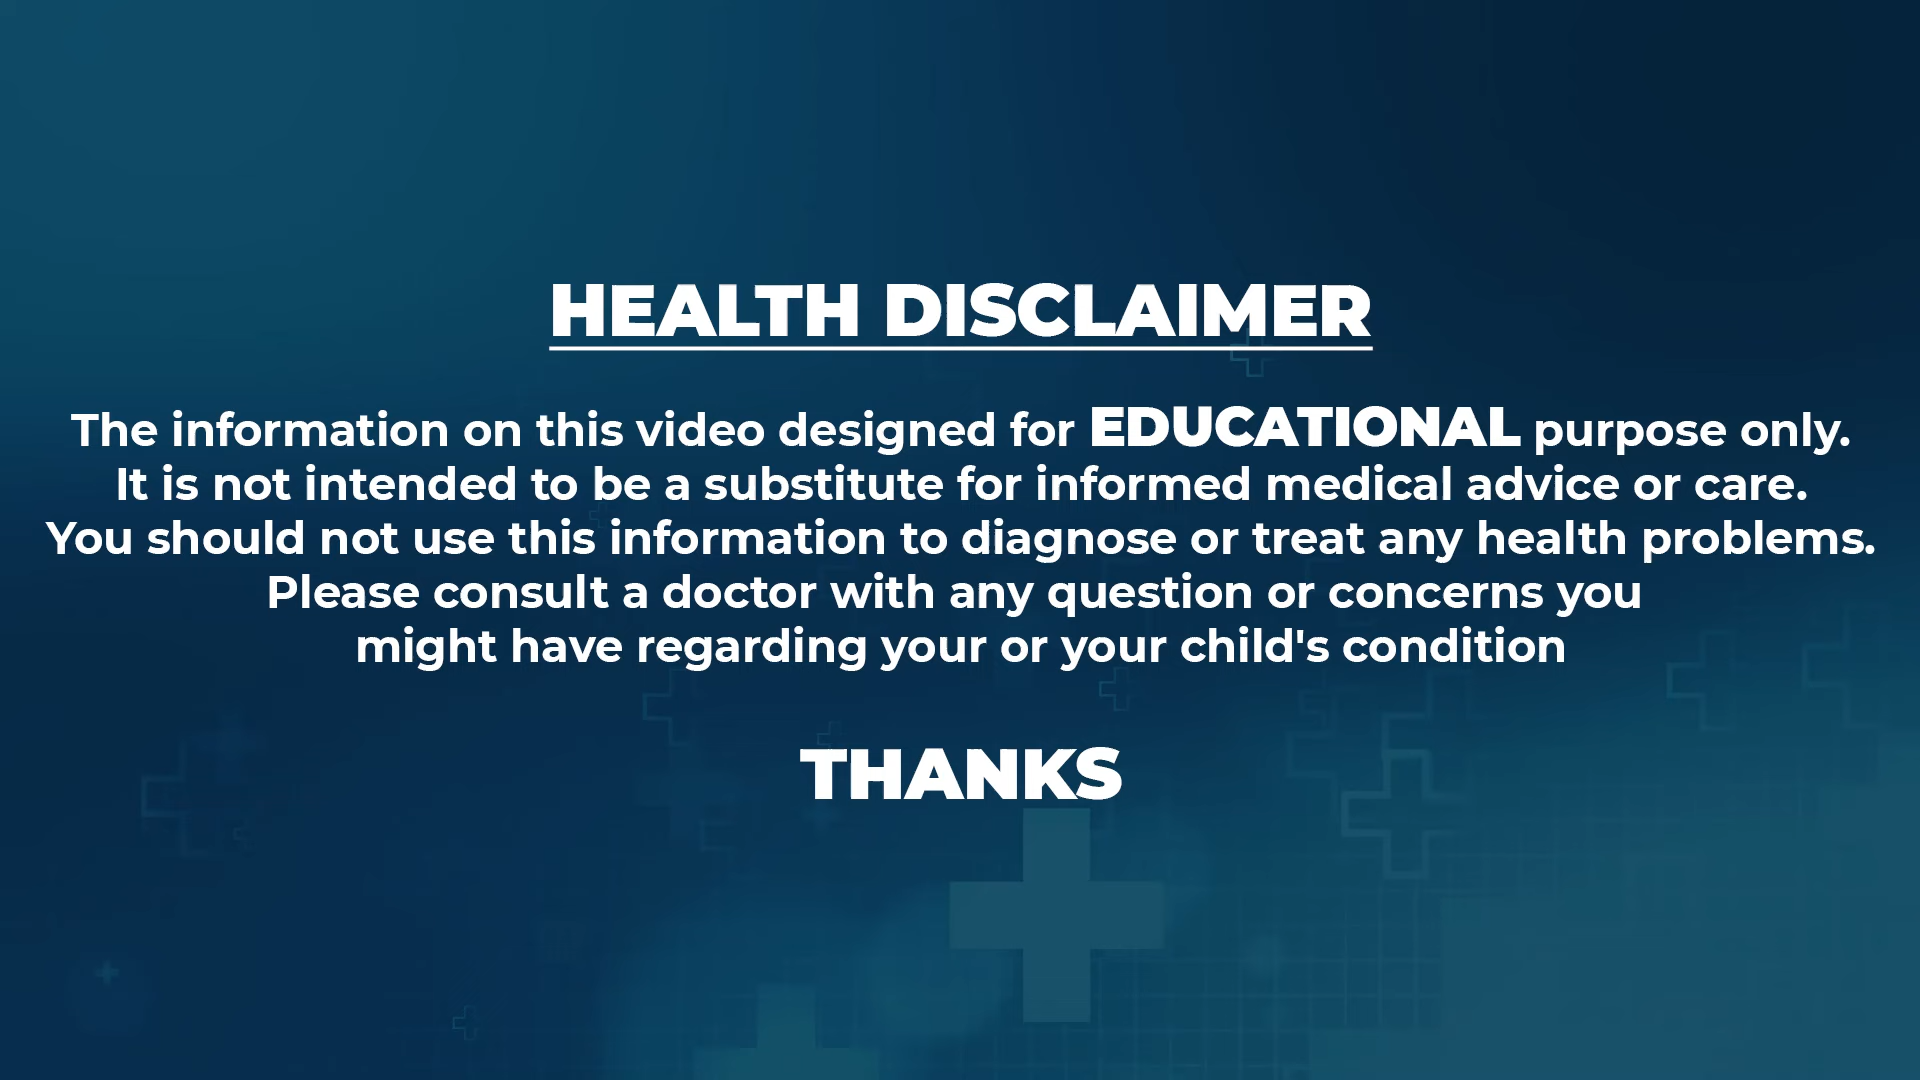 HEALTH DISCLAIMER
The information on this video designed for EDUCATIONAL purpose only.
It is not intended to be a substitute for informed medical advice or care.
You should not use this information to diagnose or treat any health problems.
Please consult a doctor with any question or concerns you
might have regarding your or your child's condition
THANKS